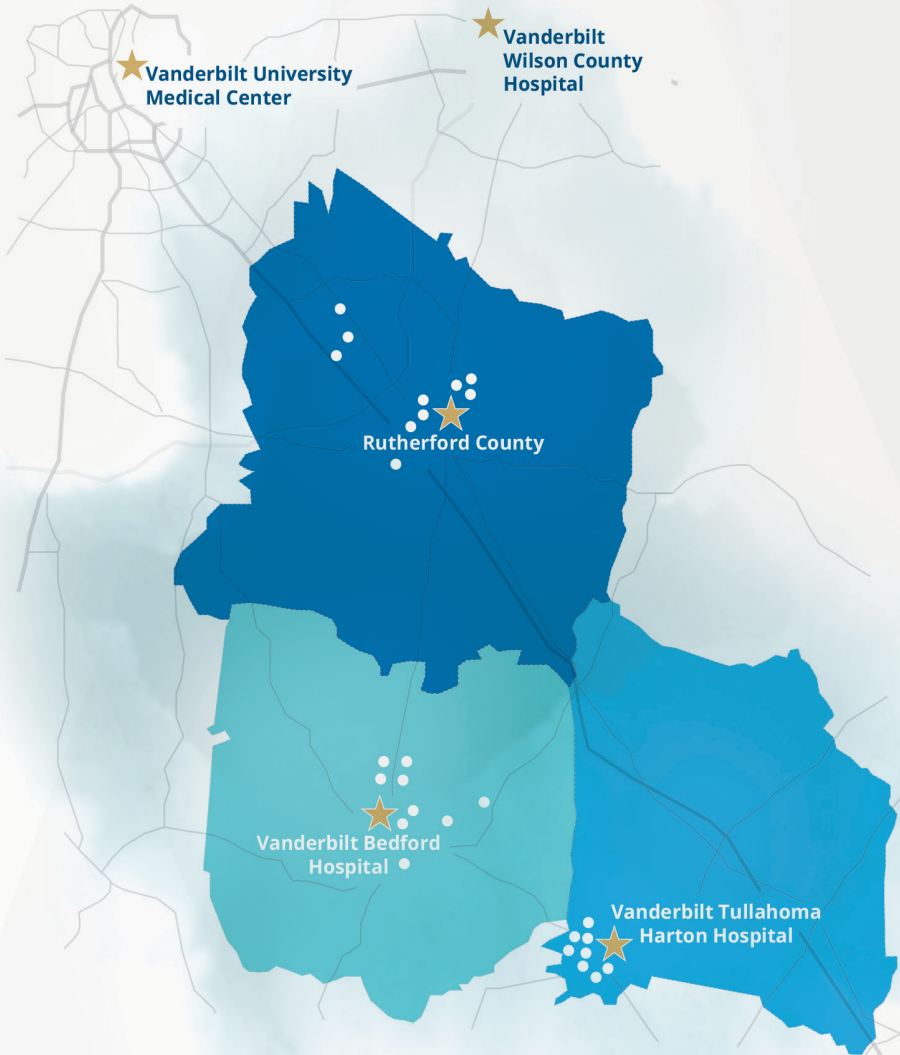 Vanderbilt
Wilson County
Hospital
Vanderbilt University
Medical Center
Rutherford County
Vanderbilt Bedford
Hospital
Vanderbilt Tullahoma
Harton Hospital